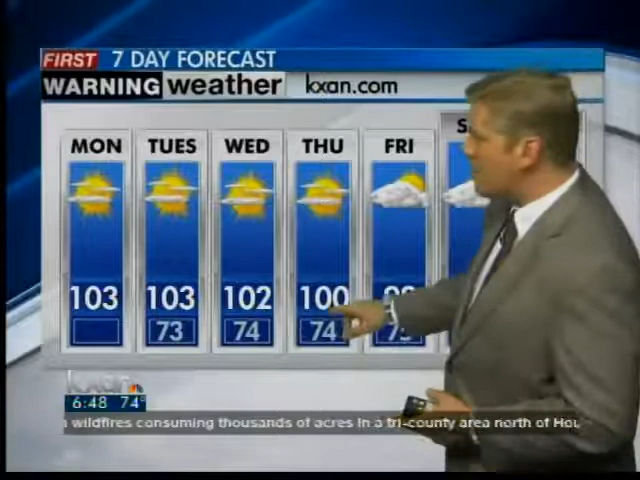 FIRST 7 DAY FORECAST
WARNING weather kxan.com
MON TUES WED THU FRI
103 103 102 100
73 74 74
kxan
6:48 74°
wildfires consuming thousands of acres in a tri-county area north of